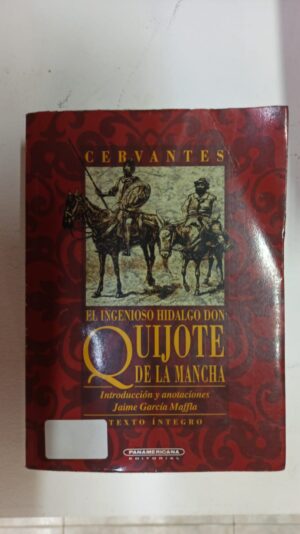 CERVANTES
EL INGENIOSO HIDALGO DON
QUIJOTE
DE LA MANCHA
Introducción y anotaciones
Jaime García Maffla
TEXTO ÍNTEGRO
PANAMERICANA
EDITORIAL